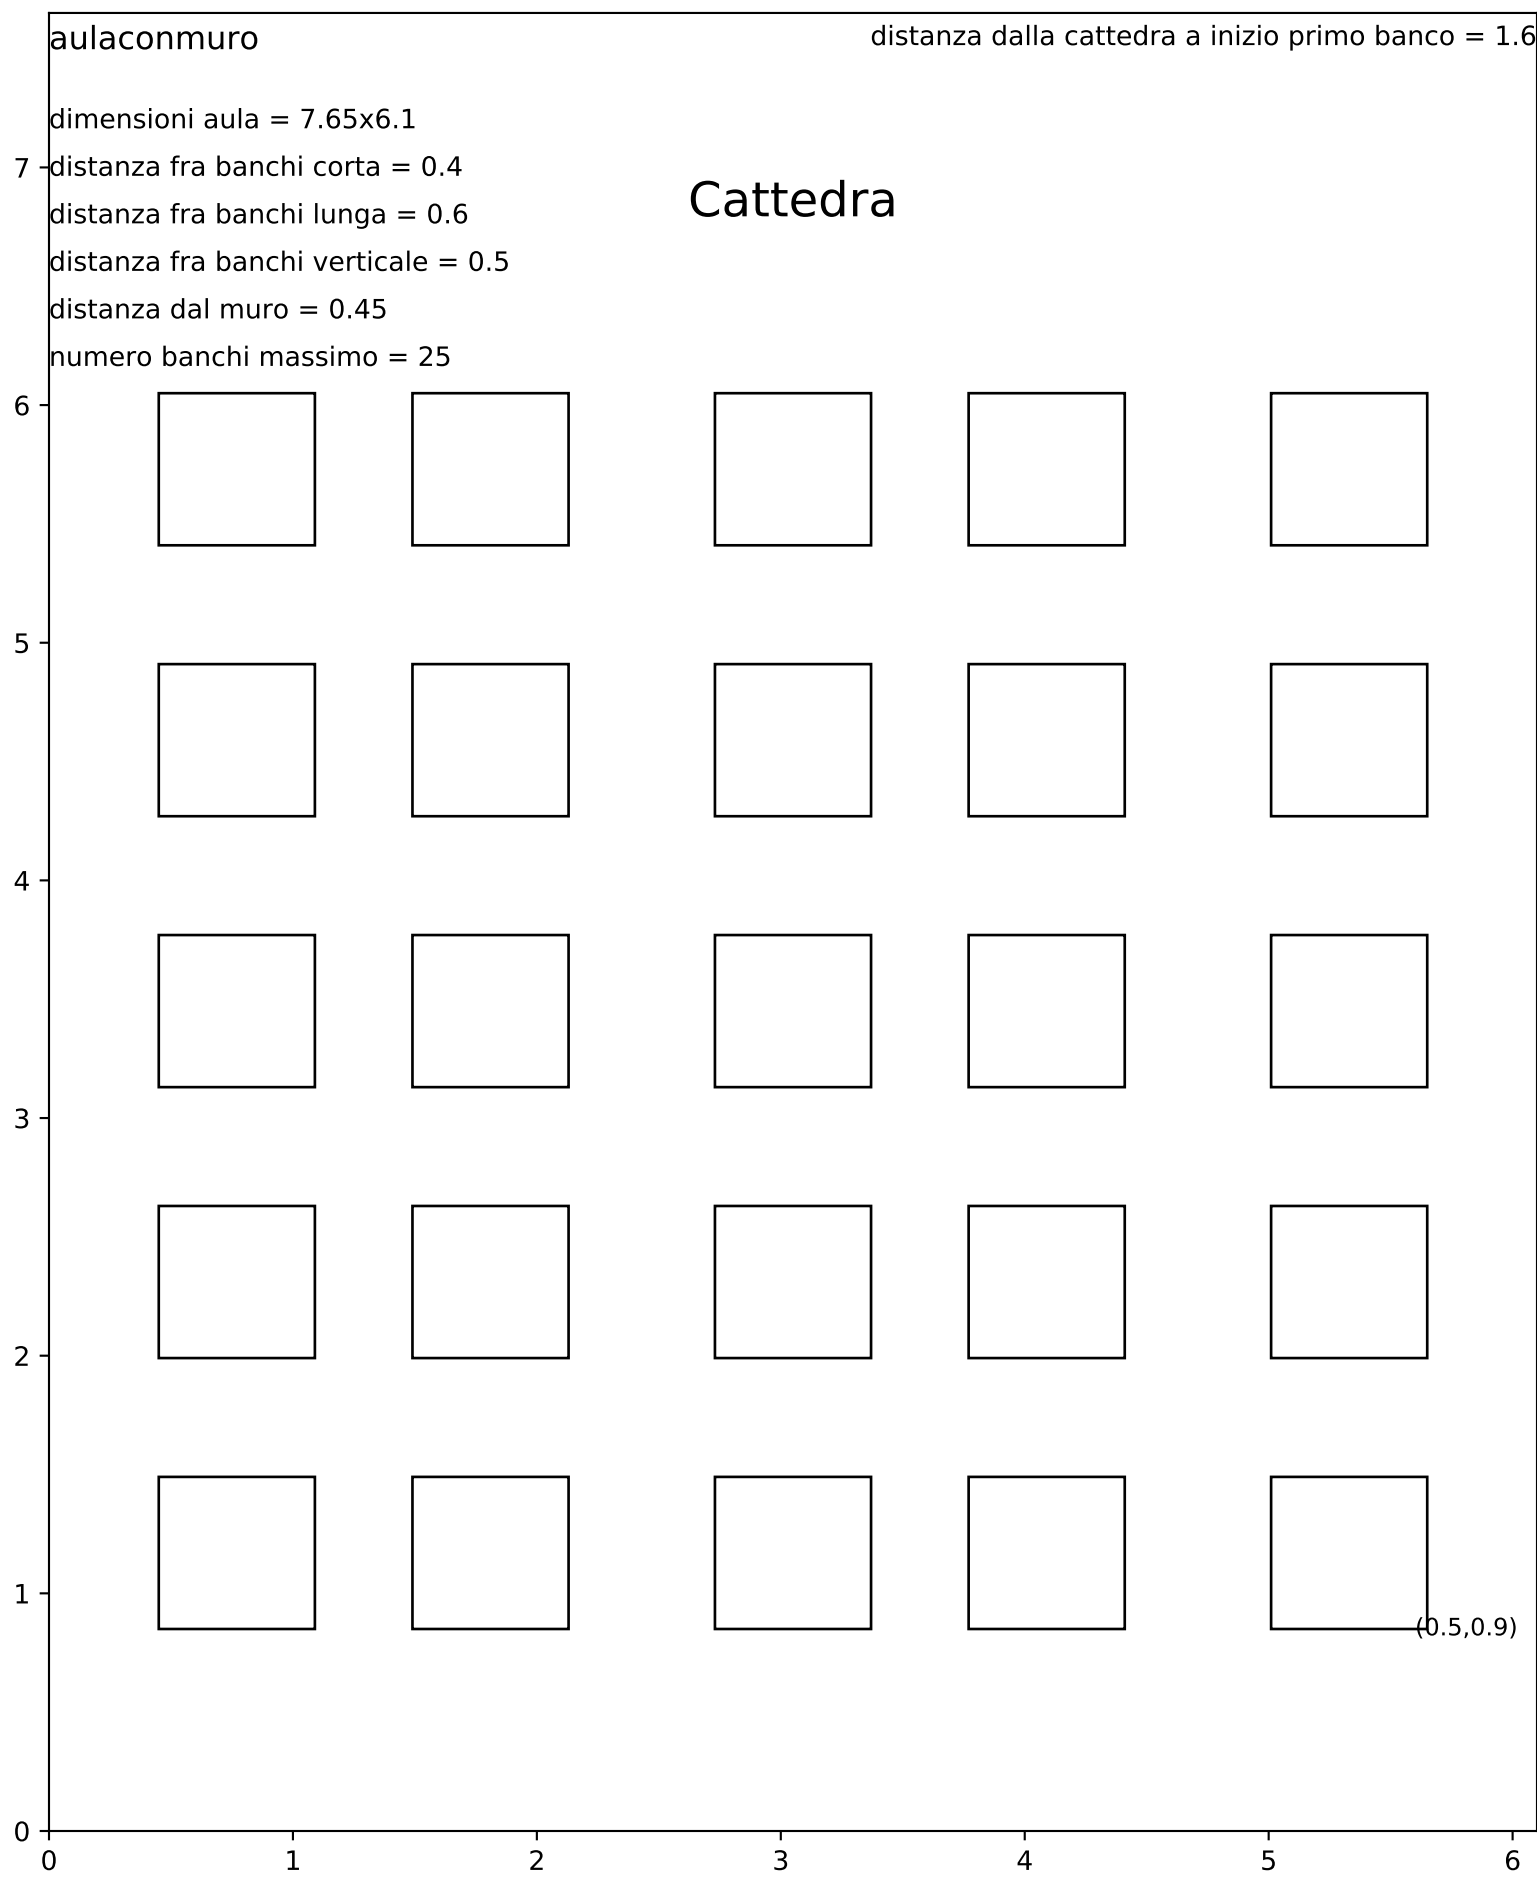 aulaconmuro
distanza dalla cattedra a inizio primo banco = 1.6
dimensioni aula = 7.65x6.1
distanza fra banchi corta = 0.4
distanza fra banchi lunga = 0.6
distanza fra banchi verticale = 0.5
distanza dal muro = 0.45
numero banchi massimo = 25
Cattedra
7
6
5
4
3
2
1
0
(0.5,0.9)
0 1 2 3 4 5 6